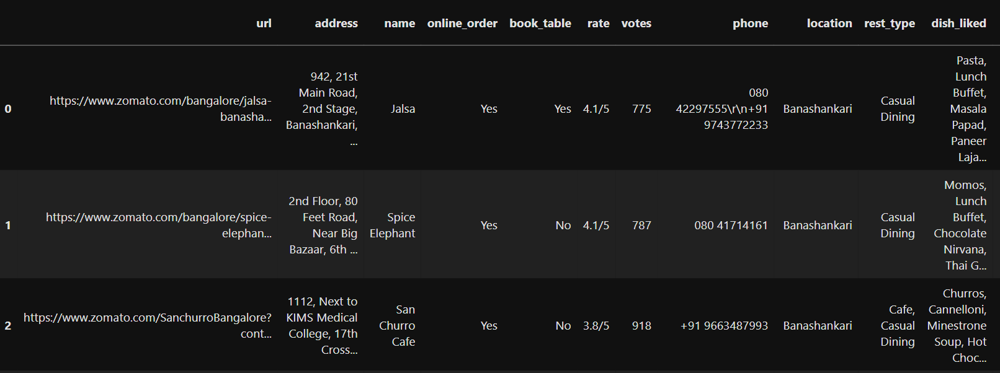 url address name online_order book_table rate votes phone location rest_type dish_liked
0
https://www.zomato.com/bangalore/jalsa-
banasha...
942, 21st
Main Road,
2nd Stage,
Banashankari,
...
Jalsa
Yes
Yes
4.1/5
775
080
42297555\r\n+91
9743772233
Banashankari
Casual
Dining
Pasta,
Lunch
Buffet,
Masala
Papad,
Paneer
Laja...
1
https://www.zomato.com/bangalore/spice-
elephan...
2nd Floor, 80
Feet Road,
Near Big
Bazaar, 6th ...
Spice
Elephant
Yes
No
4.1/5
787
080 41714161
Banashankari
Casual
Dining
Momos,
Lunch
Buffet,
Chocolate
Nirvana,
Thai G...
2
https://www.zomato.com/SanchurroBangalore?
cont...
1112, Next to
KIMS Medical
College, 17th
Cross...
San
Churro
Cafe
Yes
No
3.8/5
918
+91 9663487993
Banashankari
Cafe,
Casual
Dining
Churros,
Cannelloni,
Minestrone
Soup, Hot
Choc...